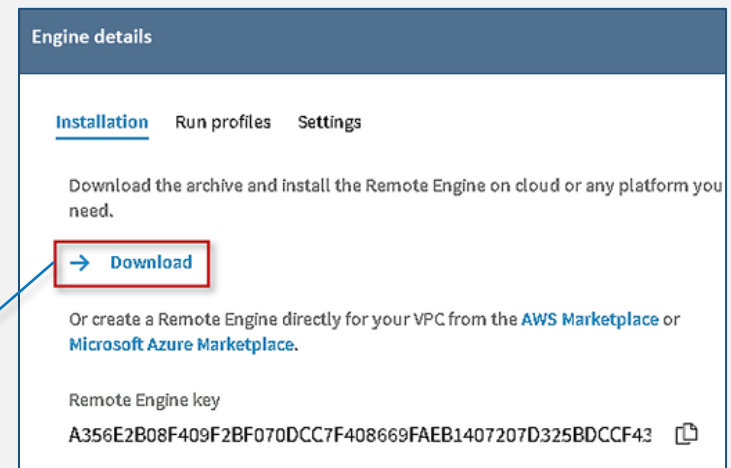 Engine details
Installation Run profiles Settings
Download the archive and install the Remote Engine on cloud or any platform you
need.
→ Download
Or create a Remote Engine directly for your VPC from the AWS Marketplace or
Microsoft Azure Marketplace.
Remote Engine key
A356E2B08F409F2BF070DCC7F408669FAEB1407207D325BDCCF43